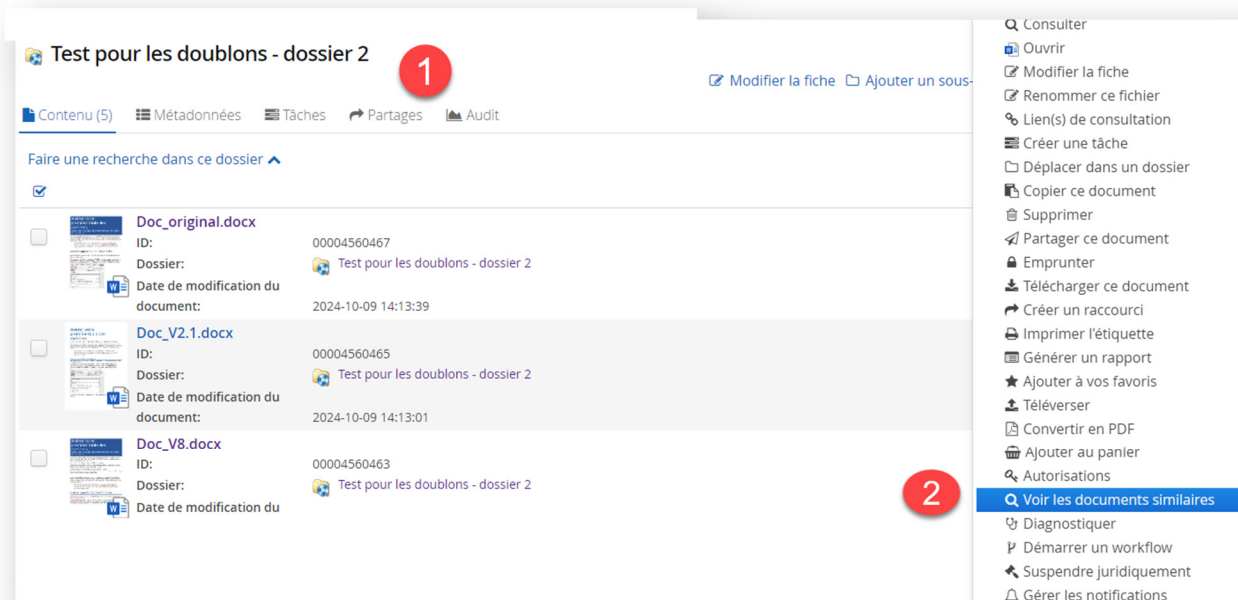 Test pour les doublons - dossier 2
1
Modifier la fiche Ajouter un sous-
Contenu (5) Métadonnées Tâches Partages Audit
Faire une recherche dans ce dossier
Doc_original.docx
ID: 00004560467
Dossier: Test pour les doublons - dossier 2
Date de modification du
document: 2024-10-09 14:13:39
Doc_V2.1.docx
ID: 00004560465
Dossier: Test pour les doublons - dossier 2
Date de modification du
document: 2024-10-09 14:13:01
Doc_V8.docx
ID: 00004560463
Dossier: Test pour les doublons - dossier 2
Date de modification du
Consulter
Ouvrir
Modifier la fiche
Renommer ce fichier
Lien(s) de consultation
Créer une tâche
Déplacer dans un dossier
Copier ce document
Supprimer
Partager ce document
Emprunter
Télécharger ce document
Créer un raccourci
Imprimer l'étiquette
Générer un rapport
Ajouter à vos favoris
Téléverser
Convertir en PDF
Ajouter au panier
Autorisations
2
Voir les documents similaires
Diagnostiquer
Démarrer un workflow
Suspendre juridiquement
Gérer les notifications